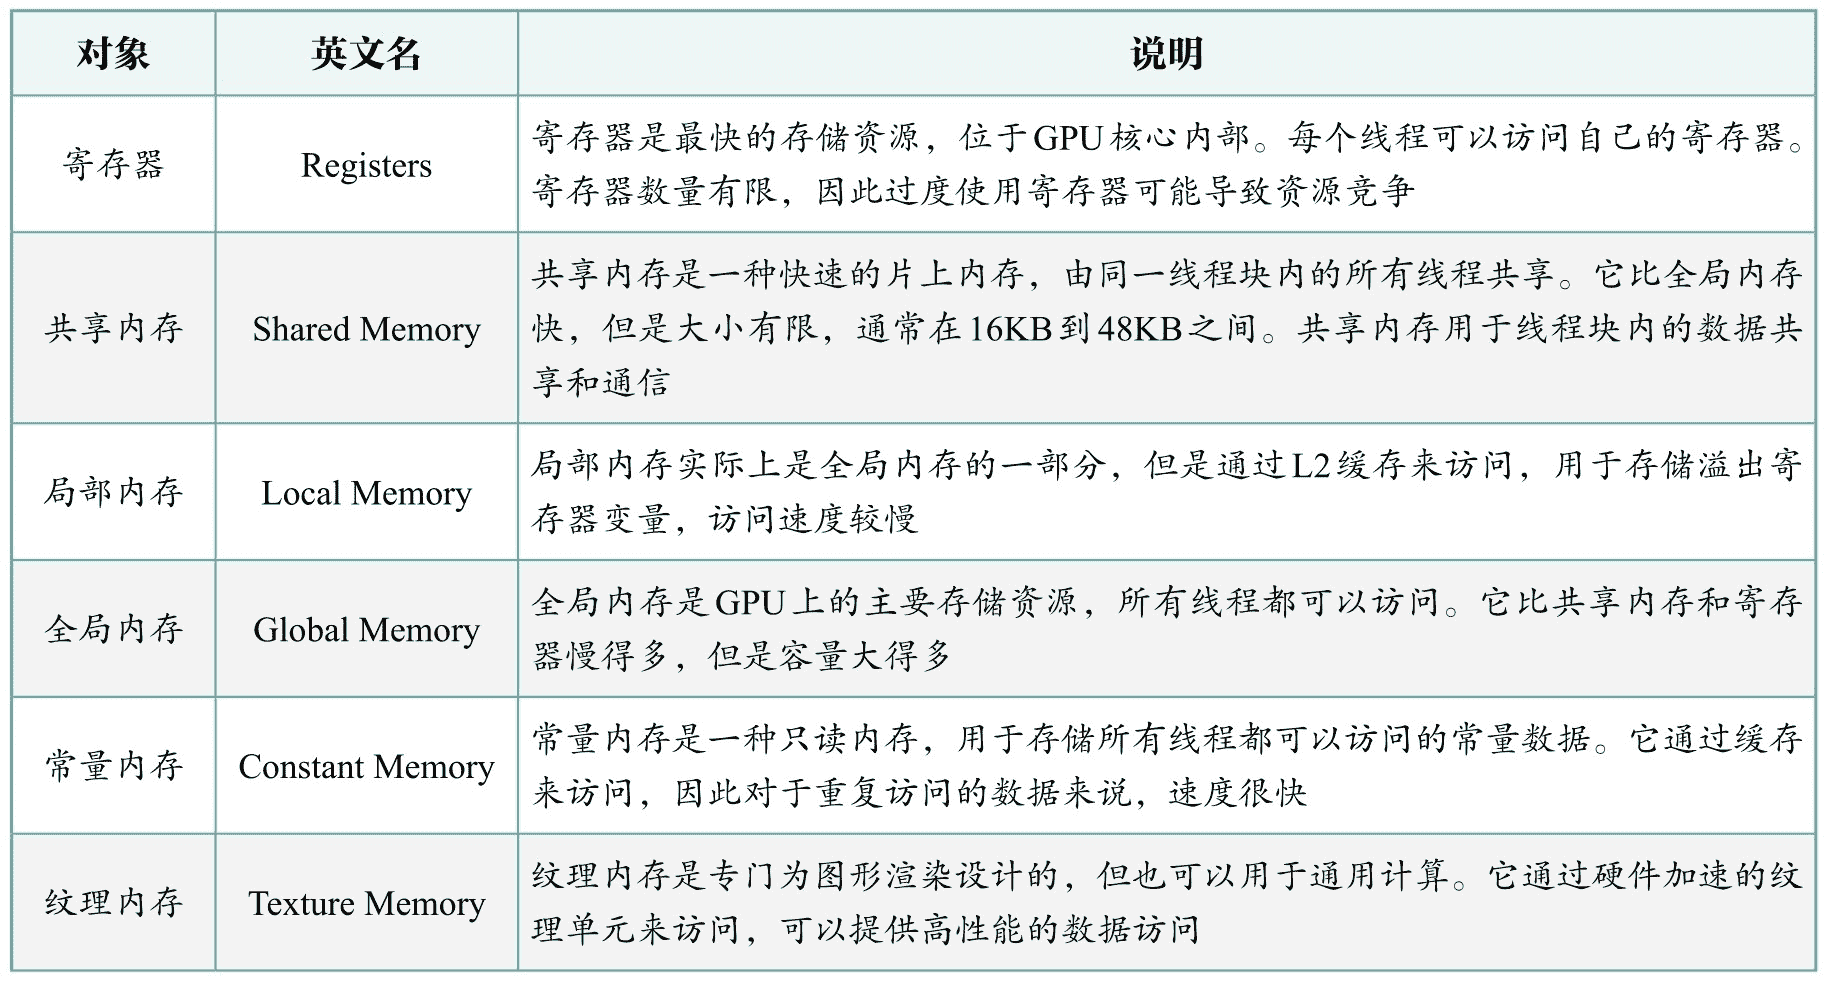 对象 英文名 说明
寄存器 Registers 寄存器是最快的存储资源，位于GPU核心内部。每个线程可以访问自己的寄存器。
寄存器数量有限，因此过度使用寄存器可能导致资源竞争
共享内存 Shared Memory 共享内存是一种快速的片上内存，由同一线程块内的所有线程共享。它比全局内存
快，但是大小有限，通常在16KB到48KB之间。共享内存用于线程块内的数据共
享和通信
局部内存 Local Memory 局部内存实际上是全局内存的一部分，但是通过L2缓存来访问，用于存储溢出寄
存器变量，访问速度较慢
全局内存 Global Memory 全局内存是GPU上的主要存储资源，所有线程都可以访问。它比共享内存和寄存
器慢得多，但是容量大得多
常量内存 Constant Memory 常量内存是一种只读内存，用于存储所有线程都可以访问的常量数据。它通过缓存
来访问，因此对于重复访问的数据来说，速度很快
纹理内存 Texture Memory 纹理内存是专门为图形渲染设计的，但也可以用于通用计算。它通过硬件加速的纹
理单元来访问，可以提供高性能的数据访问